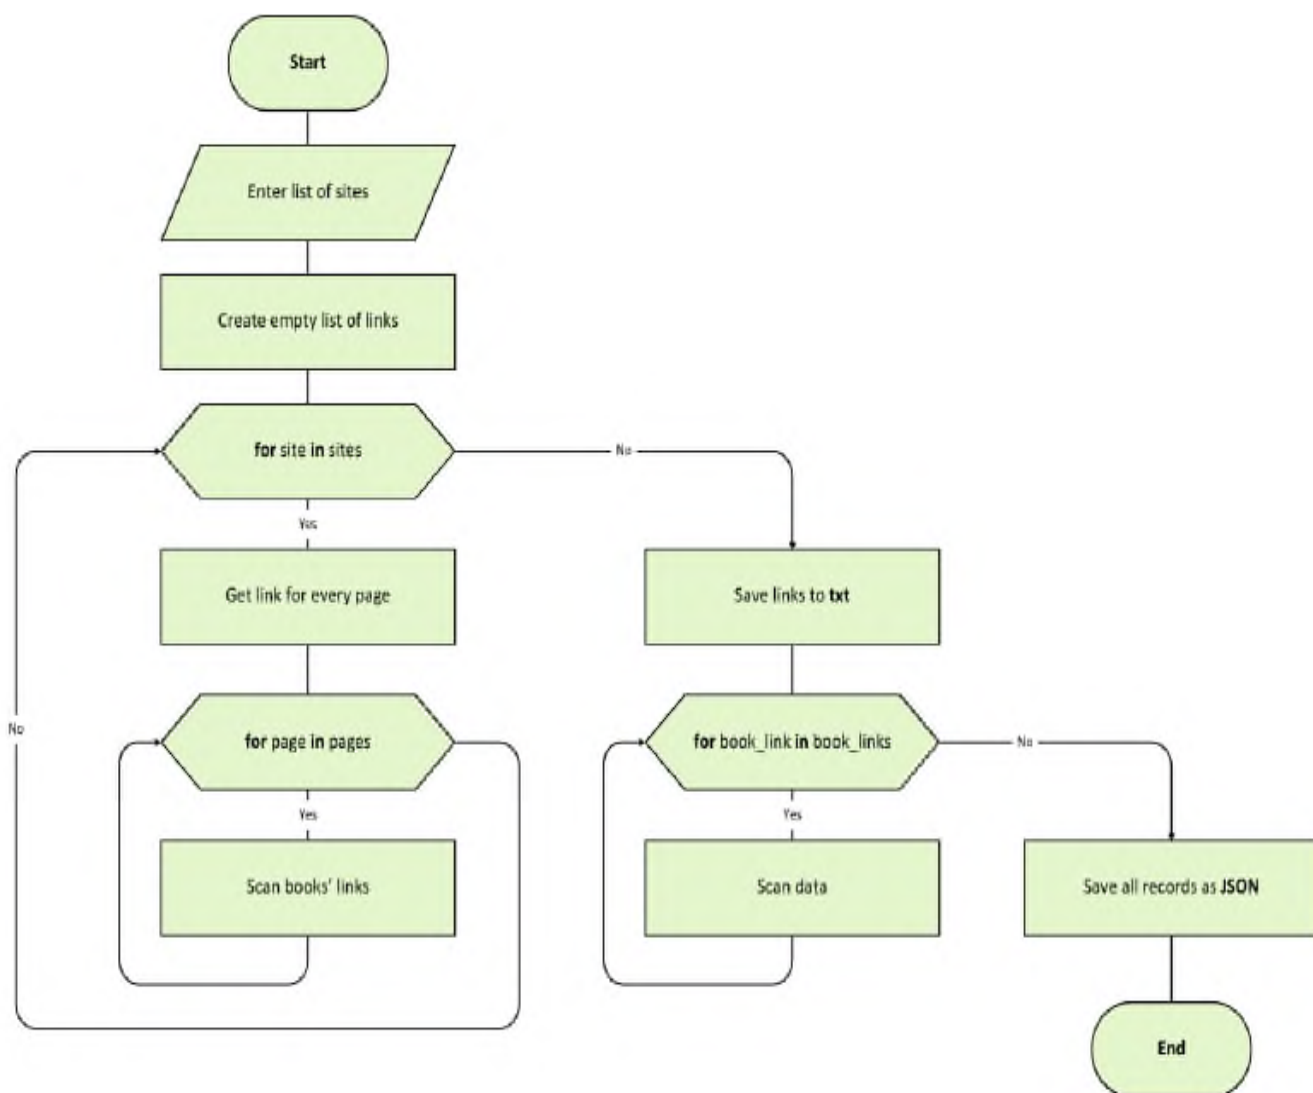 Start
Enter list of sites
Create empty list of links
for site in sites
No
Yes
Get link for every page
Save links to txt
No
for page in pages
for book_link in book_links
No
Yes
Yes
Scan books' links
Scan data
Save all records as JSON
End